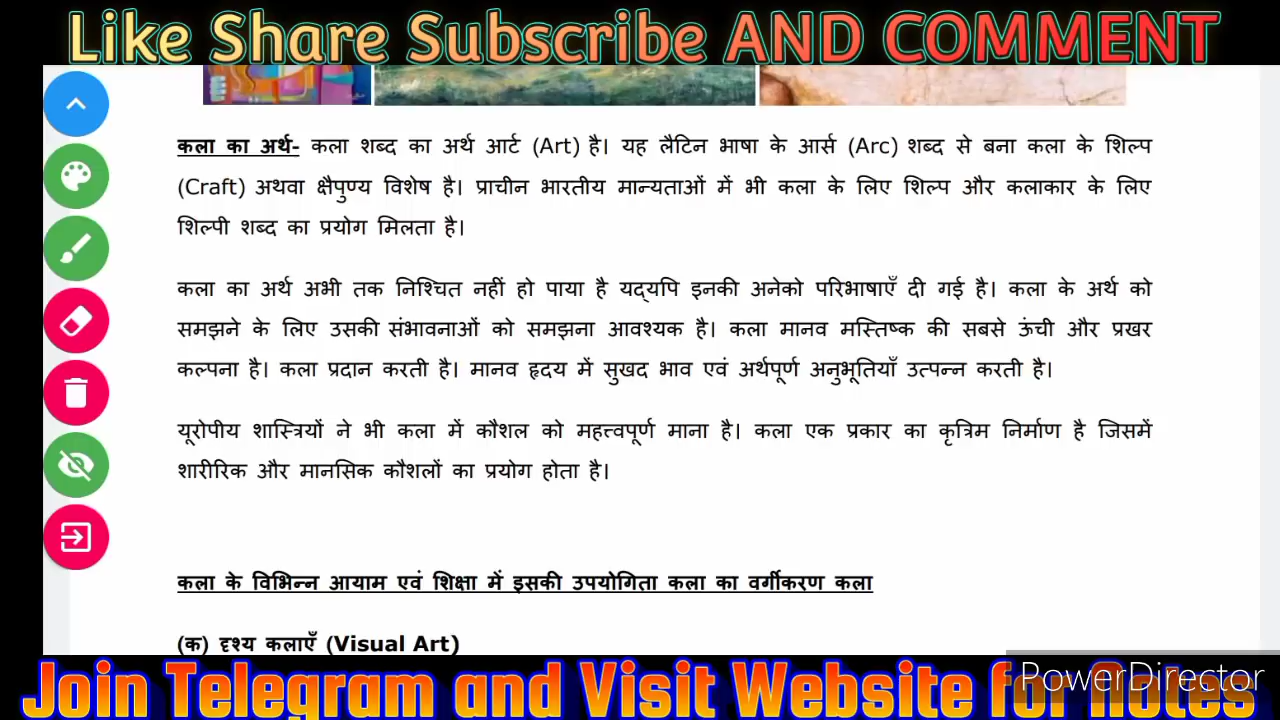 Like Share Subscribe AND COMMENT
कला का अर्थ- कला शब्द का अर्थ आर्ट (Art) है। यह लैटिन भाषा के आर्स (Arc) शब्द से बना कला के शिल्प
(Craft) अथवा क्षैपुण्य विशेष है। प्राचीन भारतीय मान्यताओं में भी कला के लिए शिल्प और कलाकार के लिए
शिल्पी शब्द का प्रयोग मिलता है।
कला का अर्थ अभी तक निश्चित नहीं हो पाया है यद्यपि इनकी अनेको परिभाषाएँ दी गई है। कला के अर्थ को
समझने के लिए उसकी संभावनाओं को समझना आवश्यक है। कला मानव मस्तिष्क की सबसे ऊंची और प्रखर
कल्पना है। कला प्रदान करती है। मानव हृदय में सुखद भाव एवं अर्थपूर्ण अनुभूतियाँ उत्पन्न करती है।
यूरोपीय शास्त्रियों ने भी कला में कौशल को महत्त्वपूर्ण माना है। कला एक प्रकार का कृत्रिम निर्माण है जिसमें
शारीरिक और मानसिक कौशलों का प्रयोग होता है।
कला के विभिन्न आयाम एवं शिक्षा में इसकी उपयोगिता कला का वर्गीकरण कला
(क) दृश्य कलाएँ (Visual Art)
PowerDirector
Join Telegram and Visit Website for Notes